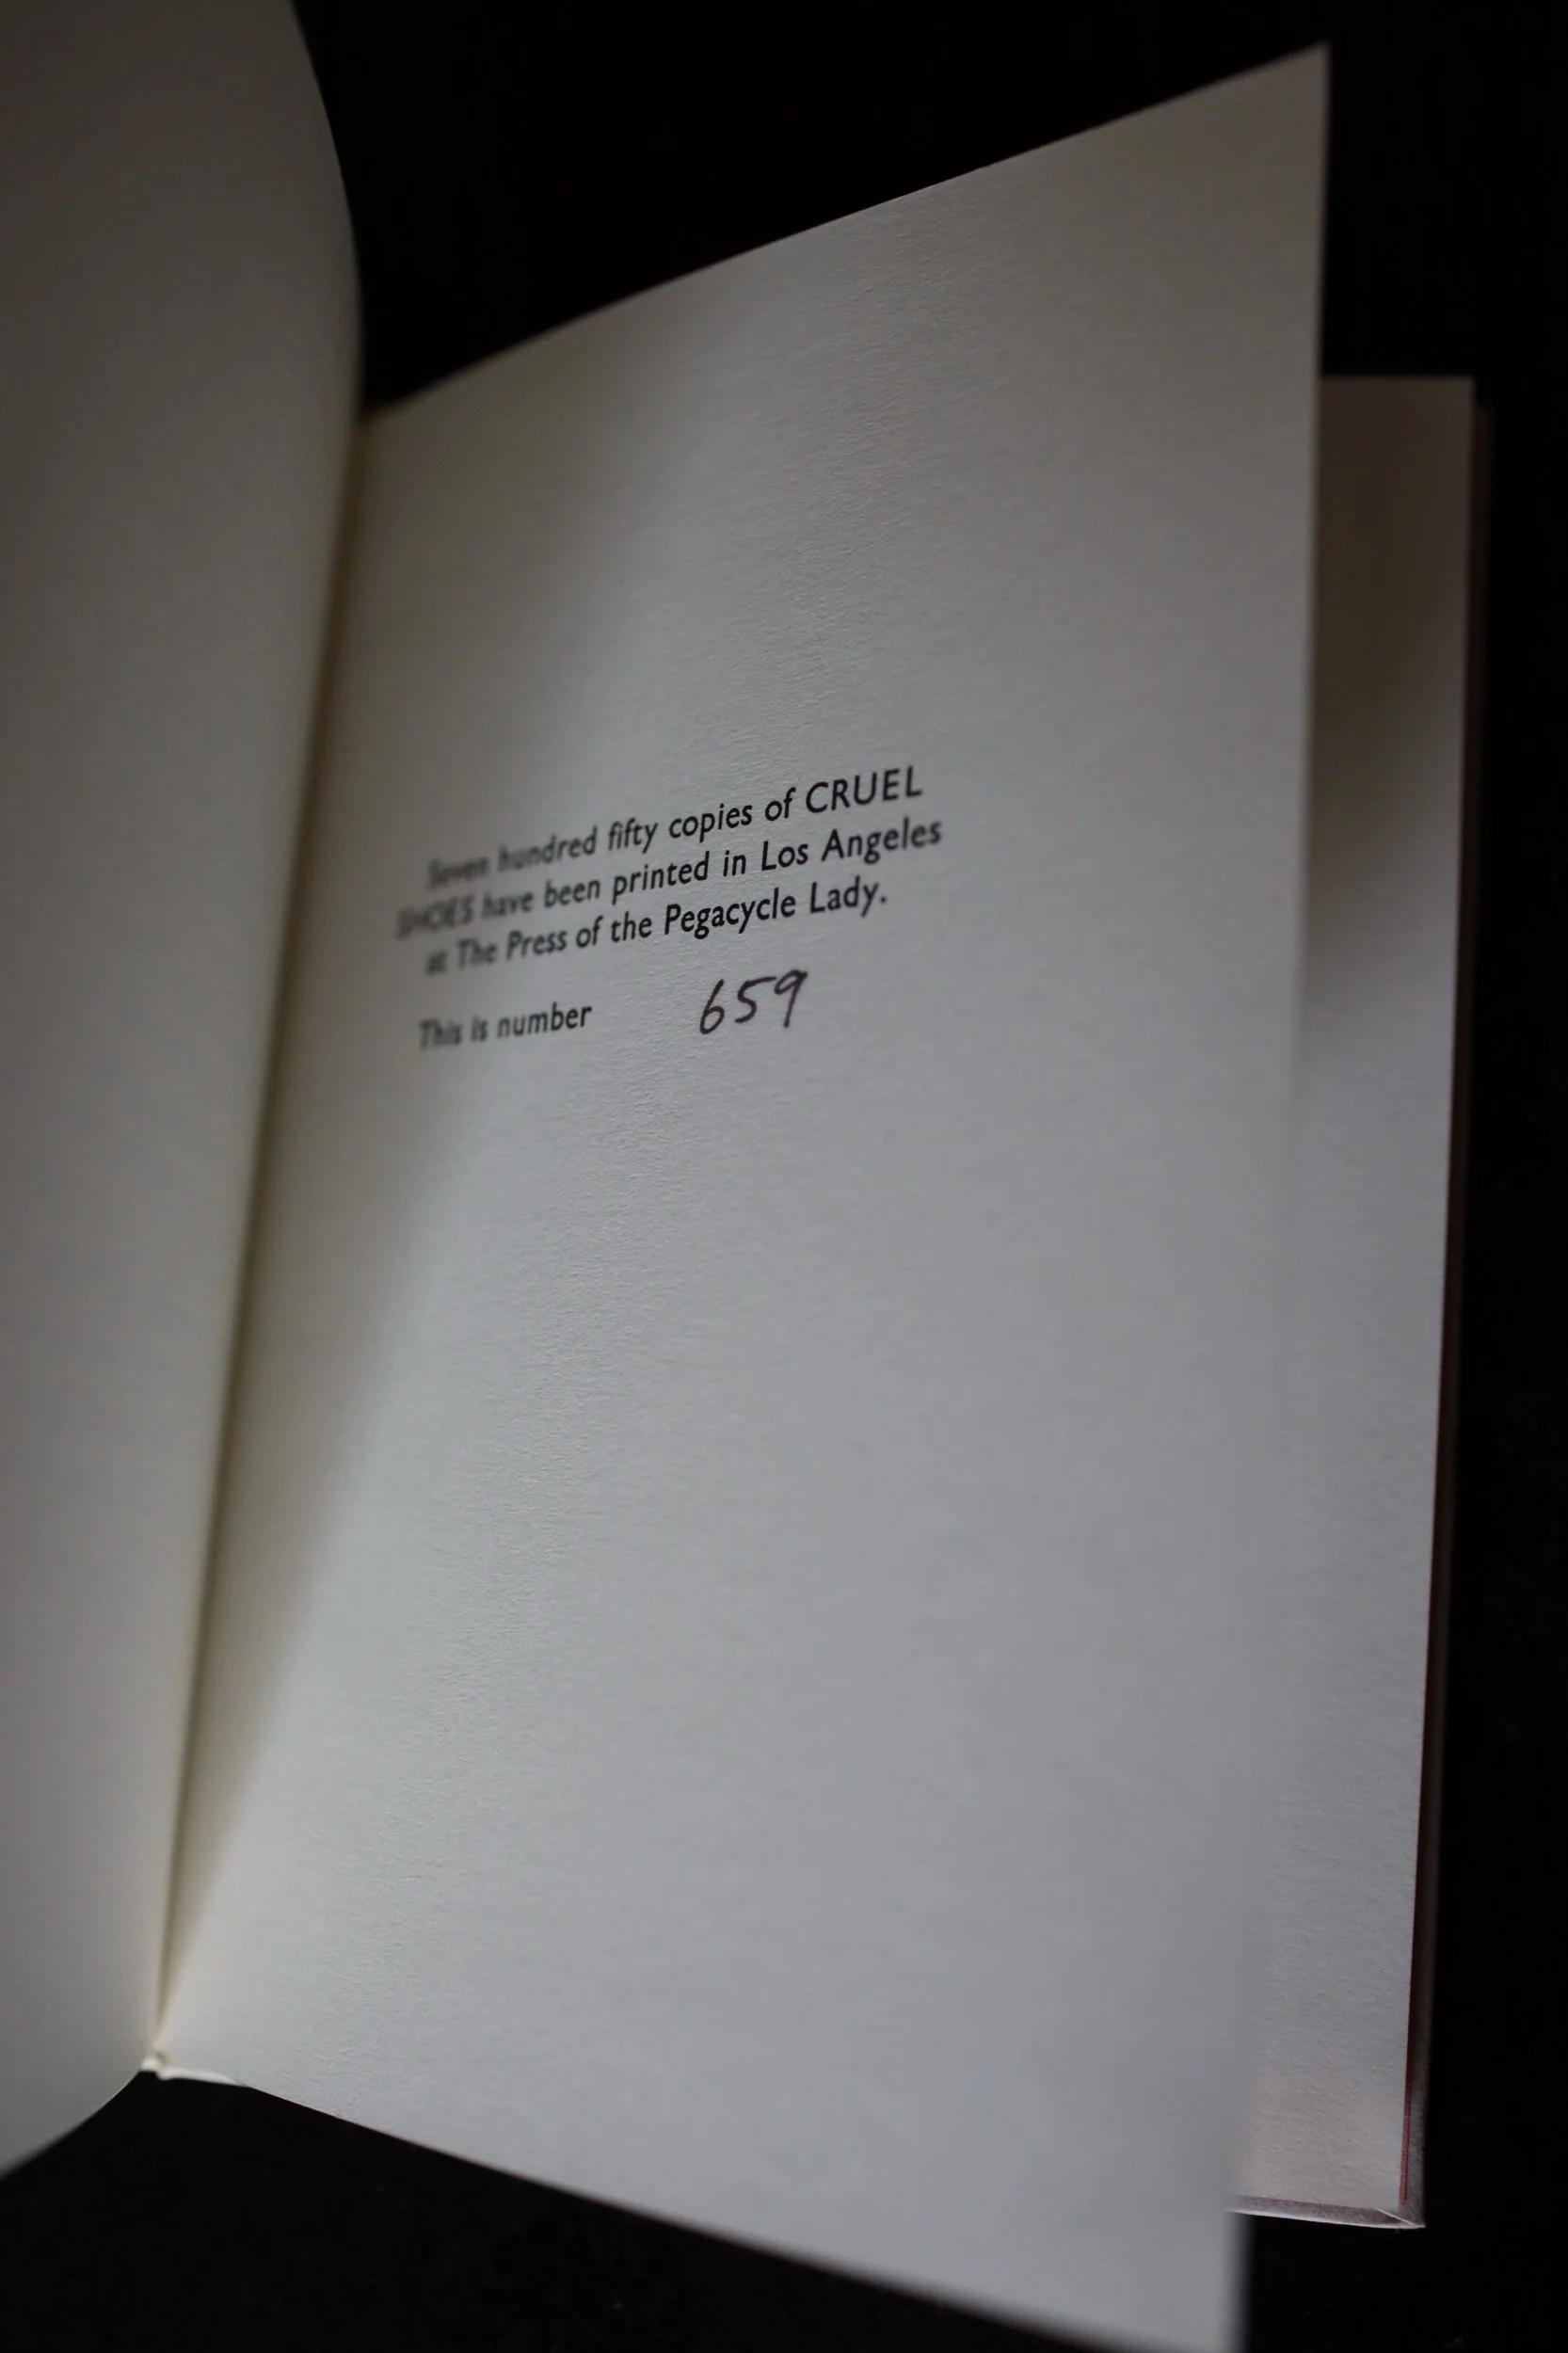 Seven hundred fifty copies of CRUEL
SHOES have been printed in Los Angeles
at The Press of the Pegacycle Lady.
This is number 659